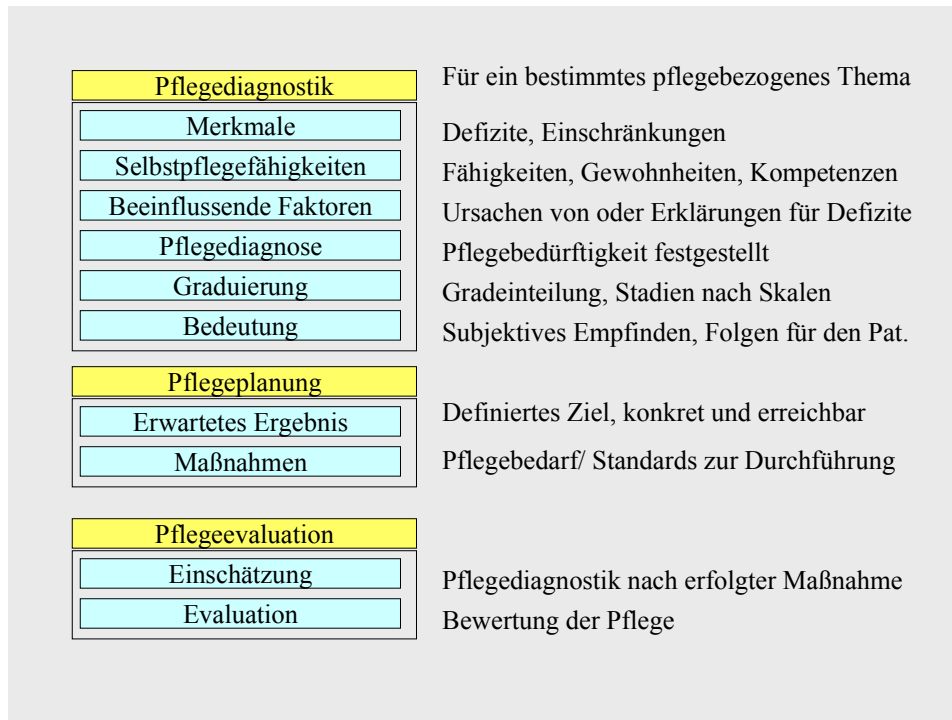 Pflegediagnostik Für ein bestimmtes pflegebezogenes Thema
Merkmale Defizite, Einschränkungen
Selbstpflegefähigkeiten Fähigkeiten, Gewohnheiten, Kompetenzen
Beeinflussende Faktoren Ursachen von oder Erklärungen für Defizite
Pflegediagnose Pflegebedürftigkeit festgestellt
Graduierung Gradeinteilung, Stadien nach Skalen
Bedeutung Subjektives Empfinden, Folgen für den Pat.
Pflegeplanung
Erwartetes Ergebnis Definiertes Ziel, konkret und erreichbar
Maßnahmen Pflegebedarf/ Standards zur Durchführung
Pflegeevaluation
Einschätzung Pflegediagnostik nach erfolgter Maßnahme
Evaluation Bewertung der Pflege